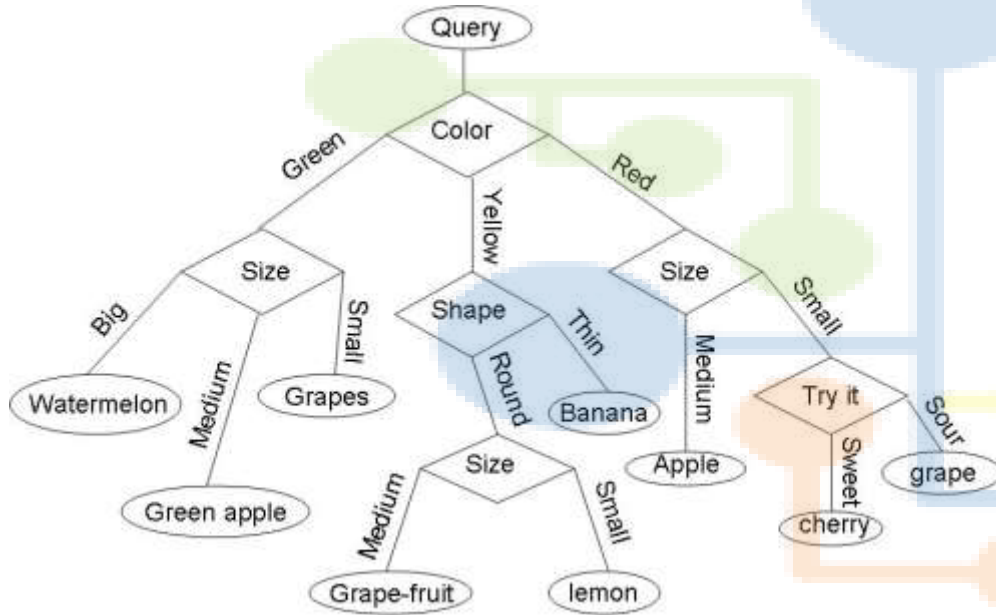 Query
Color
Green
Yellow
Red
Size
Shape
Size
Big
Medium
Small
Round
Thin
Medium
Small
Watermelon
Grapes
Banana
Try it
Green apple
Size
Apple
Sweet
Sour
Medium
Small
cherry
grape
Grape-fruit
lemon